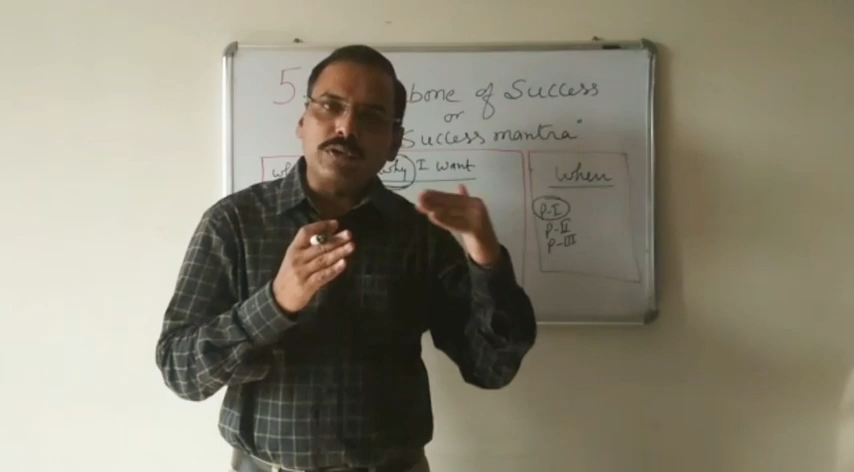 5. bone of Success
or
Success mantra"
Why I want
When
P-I
P-II
P-III